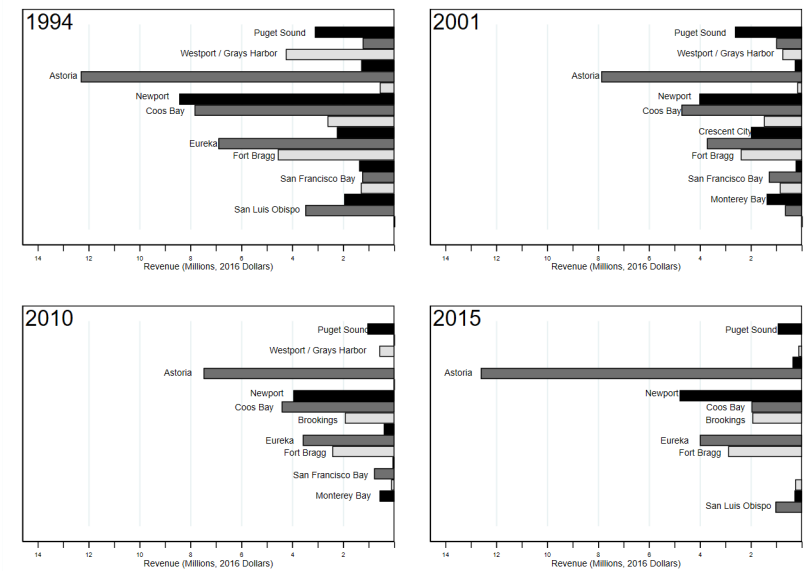 1994
Puget Sound
Westport / Grays Harbor
Astoria
Newport
Coos Bay
Eureka
Fort Bragg
San Francisco Bay
San Luis Obispo
14 12 10 8 6 4 2
Revenue (Millions, 2016 Dollars)
2001
Puget Sound
Westport / Grays Harbor
Astoria
Newport
Coos Bay
Crescent City
Fort Bragg
San Francisco Bay
Monterey Bay
14 12 10 8 6 4 2
Revenue (Millions, 2016 Dollars)
2010
Puget Sound
Westport / Grays Harbor
Astoria
Newport
Coos Bay
Brookings
Eureka
Fort Bragg
San Francisco Bay
Monterey Bay
14 12 10 8 6 4 2
Revenue (Millions, 2016 Dollars)
2015
Puget Sound
Astoria
Newport
Coos Bay
Brookings
Eureka
Fort Bragg
San Luis Obispo
14 12 10 8 6 4 2
Revenue (Millions, 2016 Dollars)